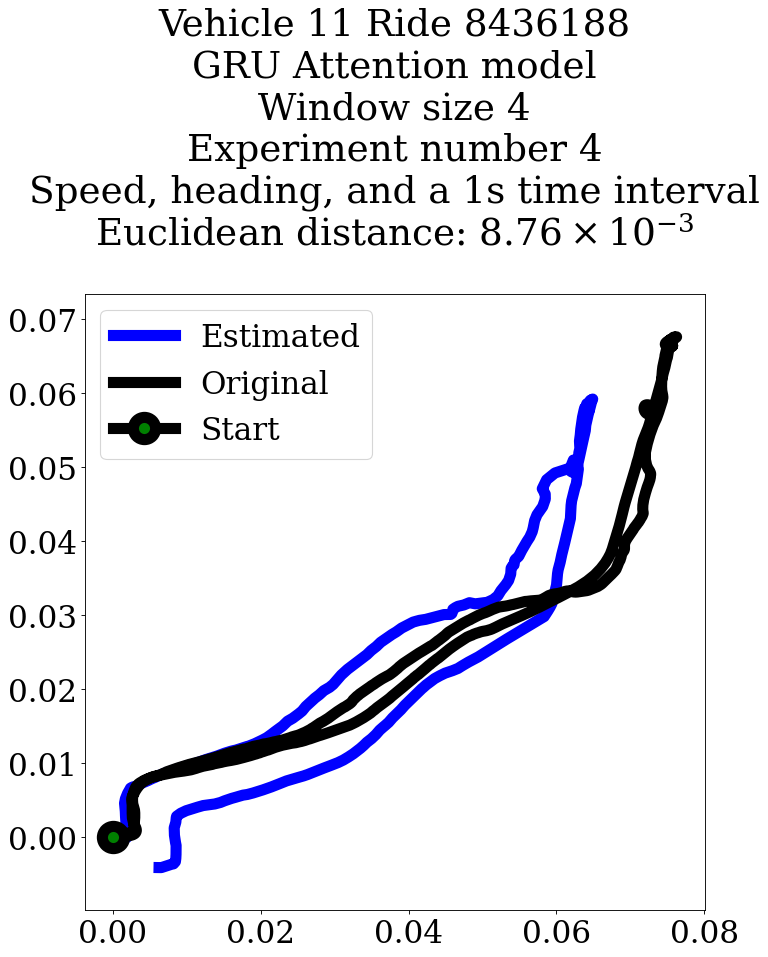 Vehicle 11 Ride 8436188
GRU Attention model
Window size 4
Experiment number 4
Speed, heading, and a 1s time interval
Euclidean distance: 8.76 × 10⁻³
Estimated
Original
Start
0.07
0.06
0.05
0.04
0.03
0.02
0.01
0.00
0.00 0.02 0.04 0.06 0.08